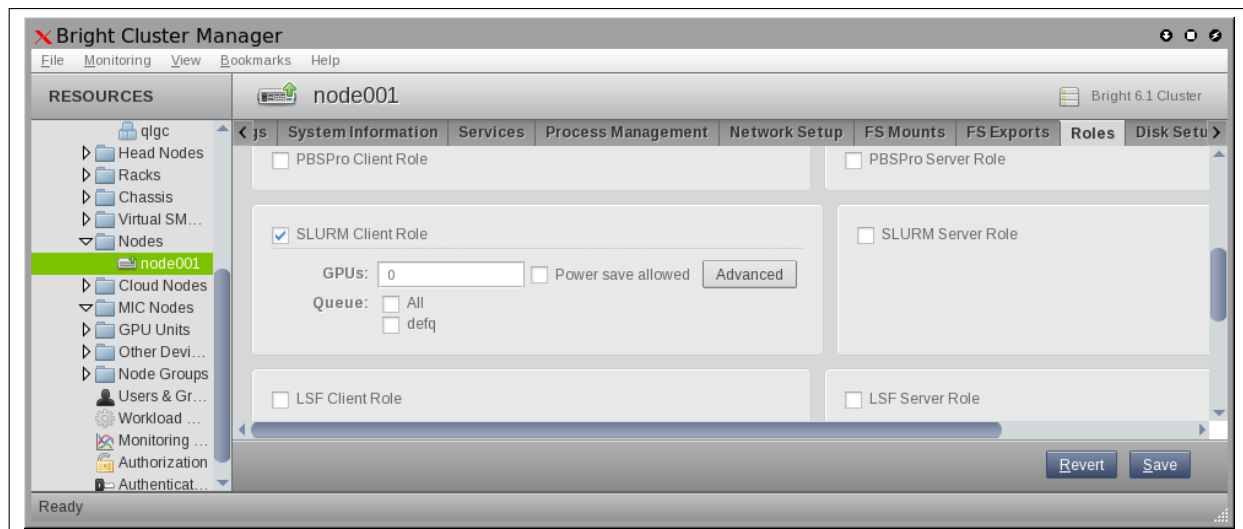 Bright Cluster Manager
File Monitoring View Bookmarks Help
RESOURCES
node001
Bright 6.1 Cluster
gs System Information Services Process Management Network Setup FS Mounts FS Exports Roles Disk Setu
qlgc
Head Nodes
Racks
Chassis
Virtual SM...
Nodes
node001
Cloud Nodes
MIC Nodes
GPU Units
Other Devi...
Node Groups
Users & Gr...
Workload ...
Monitoring ...
Authorization
Authenticat...
PBSPro Client Role
PBSPro Server Role
SLURM Client Role
SLURM Server Role
GPUs: 0 Power save allowed Advanced
Queue: All
defq
LSF Client Role
LSF Server Role
Revert Save
Ready